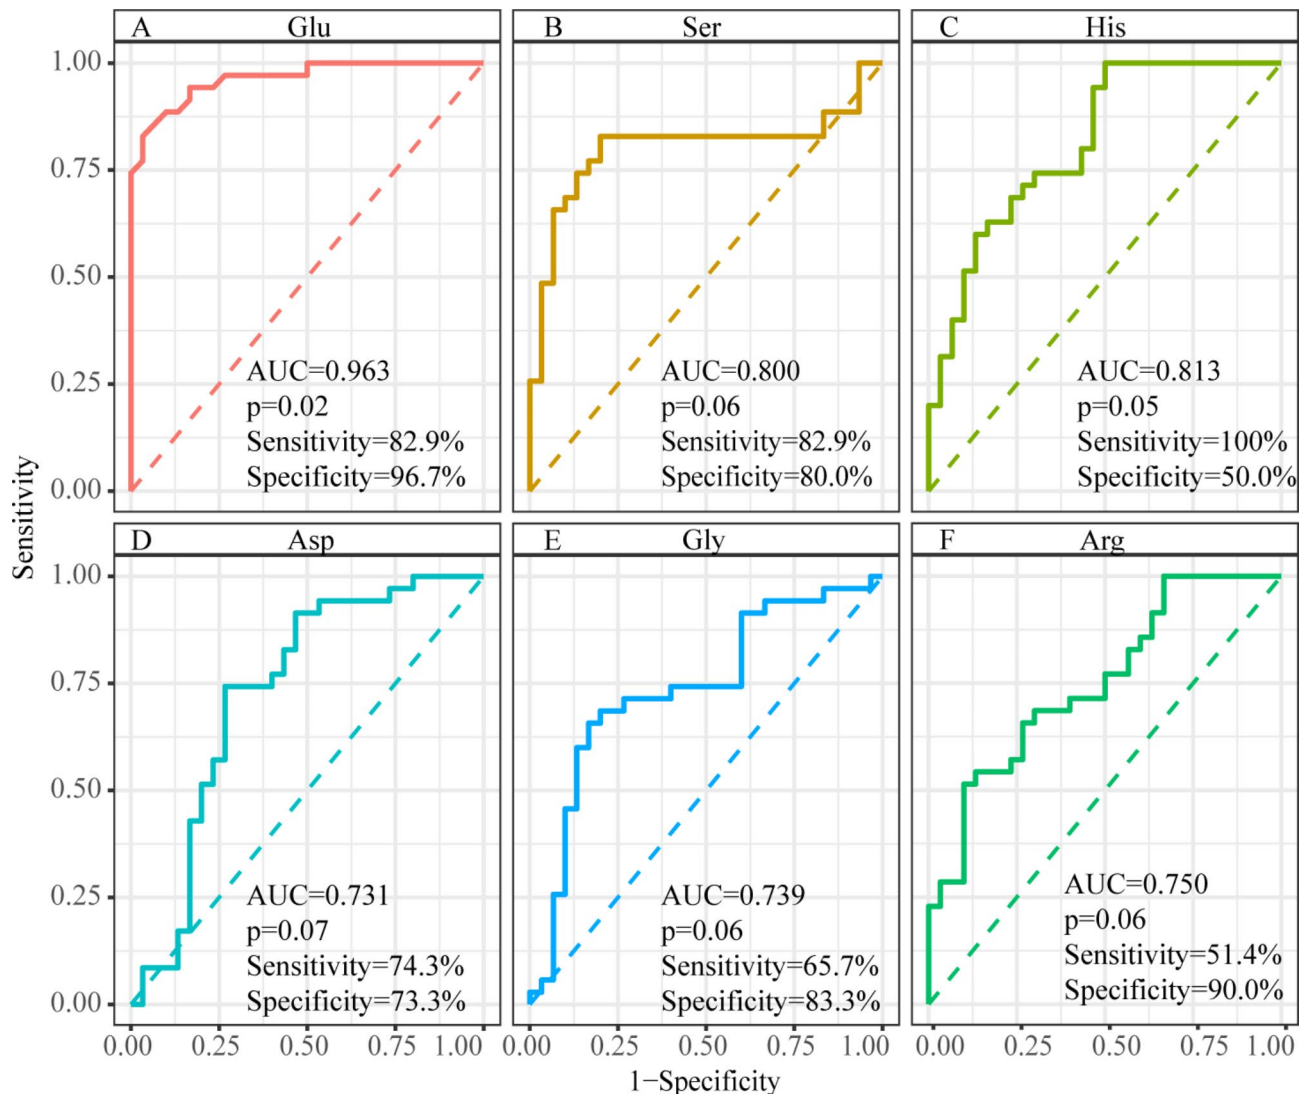 A Glu
B Ser
C His
1.00
0.75
0.50
0.25
0.00
AUC=0.963
p=0.02
Sensitivity=82.9%
Specificity=96.7%
AUC=0.800
p=0.06
Sensitivity=82.9%
Specificity=80.0%
AUC=0.813
p=0.05
Sensitivity=100%
Specificity=50.0%
Sensitivity
D Asp
E Gly
F Arg
1.00
0.75
0.50
0.25
0.00
AUC=0.731
p=0.07
Sensitivity=74.3%
Specificity=73.3%
AUC=0.739
p=0.06
Sensitivity=65.7%
Specificity=83.3%
AUC=0.750
p=0.06
Sensitivity=51.4%
Specificity=90.0%
0.00 0.25 0.50 0.75 1.00
0.00 0.25 0.50 0.75 1.00
0.00 0.25 0.50 0.75 1.00
1−Specificity